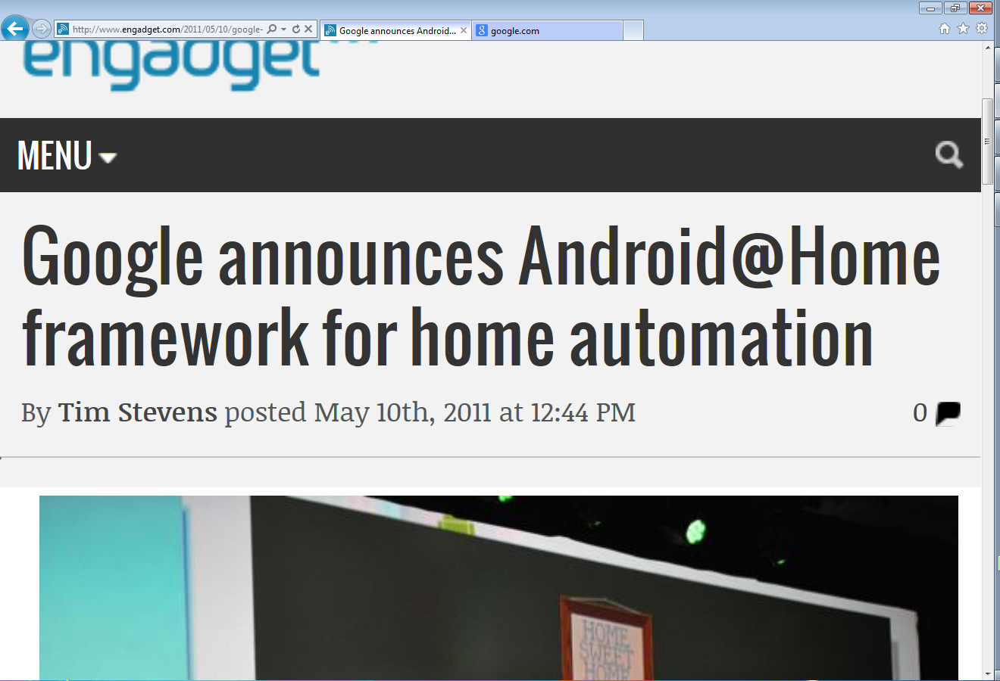 http://www.engadget.com/2011/05/10/google-
Google announces Android...
google.com
engadget
MENU
Google announces Android@Home
framework for home automation
By Tim Stevens posted May 10th, 2011 at 12:44 PM
0
HOME
SWEET
HOME